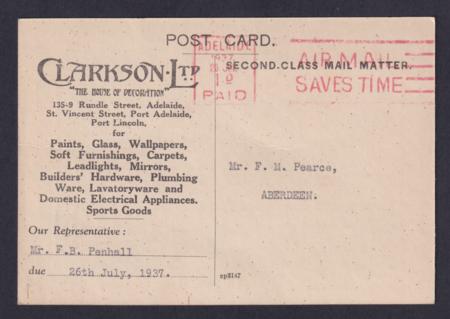 POST CARD.
SECOND-CLASS MAIL MATTER.
ADELAIDE
1937
1D
PAID
AIR MAIL
SAVES TIME
CLARKSON LTD
"THE HOUSE OF DECORATION"
135-9 Rundle Street, Adelaide,
St. Vincent Street, Port Adelaide,
Port Lincoln,
for
Paints, Glass, Wallpapers,
Soft Furnishings, Carpets,
Leadlights, Mirrors,
Builders' Hardware, Plumbing
Ware, Lavatoryware and
Domestic Electrical Appliances.
Sports Goods
Our Representative :
Mr. F.B. Penhall
due 26th July, 1937.
Mr. F. M. Pearce,
ABERDEEN.